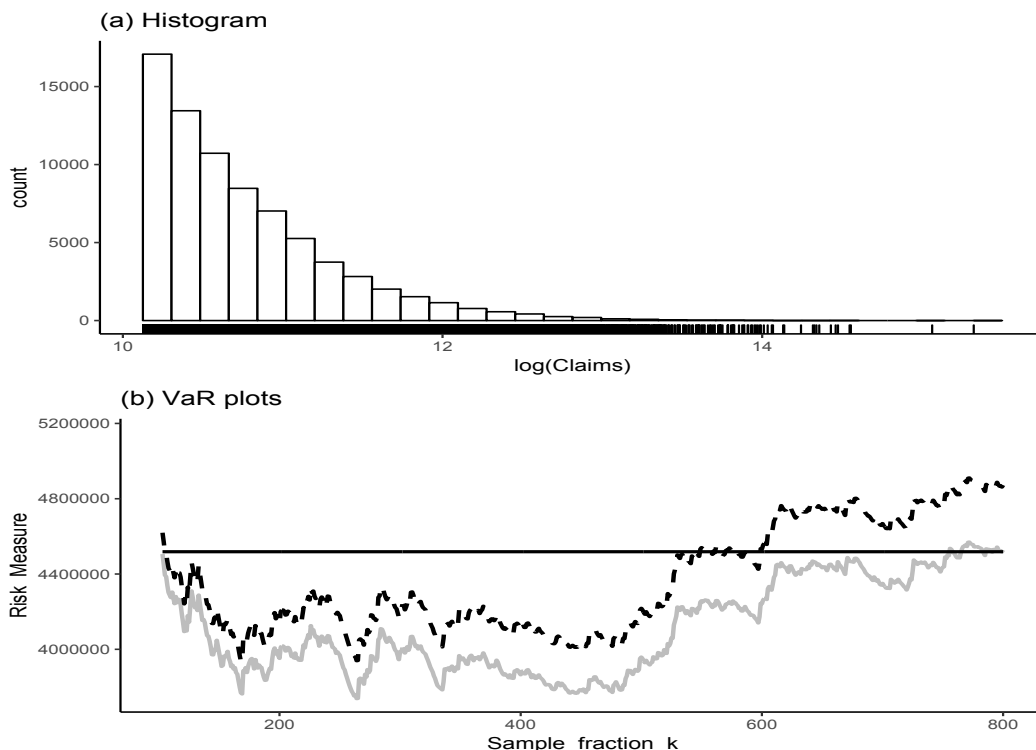 (a) Histogram
15000
10000
5000
0
count
10
12
14
log(Claims)
(b) VaR plots
5200000
4800000
4400000
4000000
Risk Measure
200
400
600
800
Sample fraction k